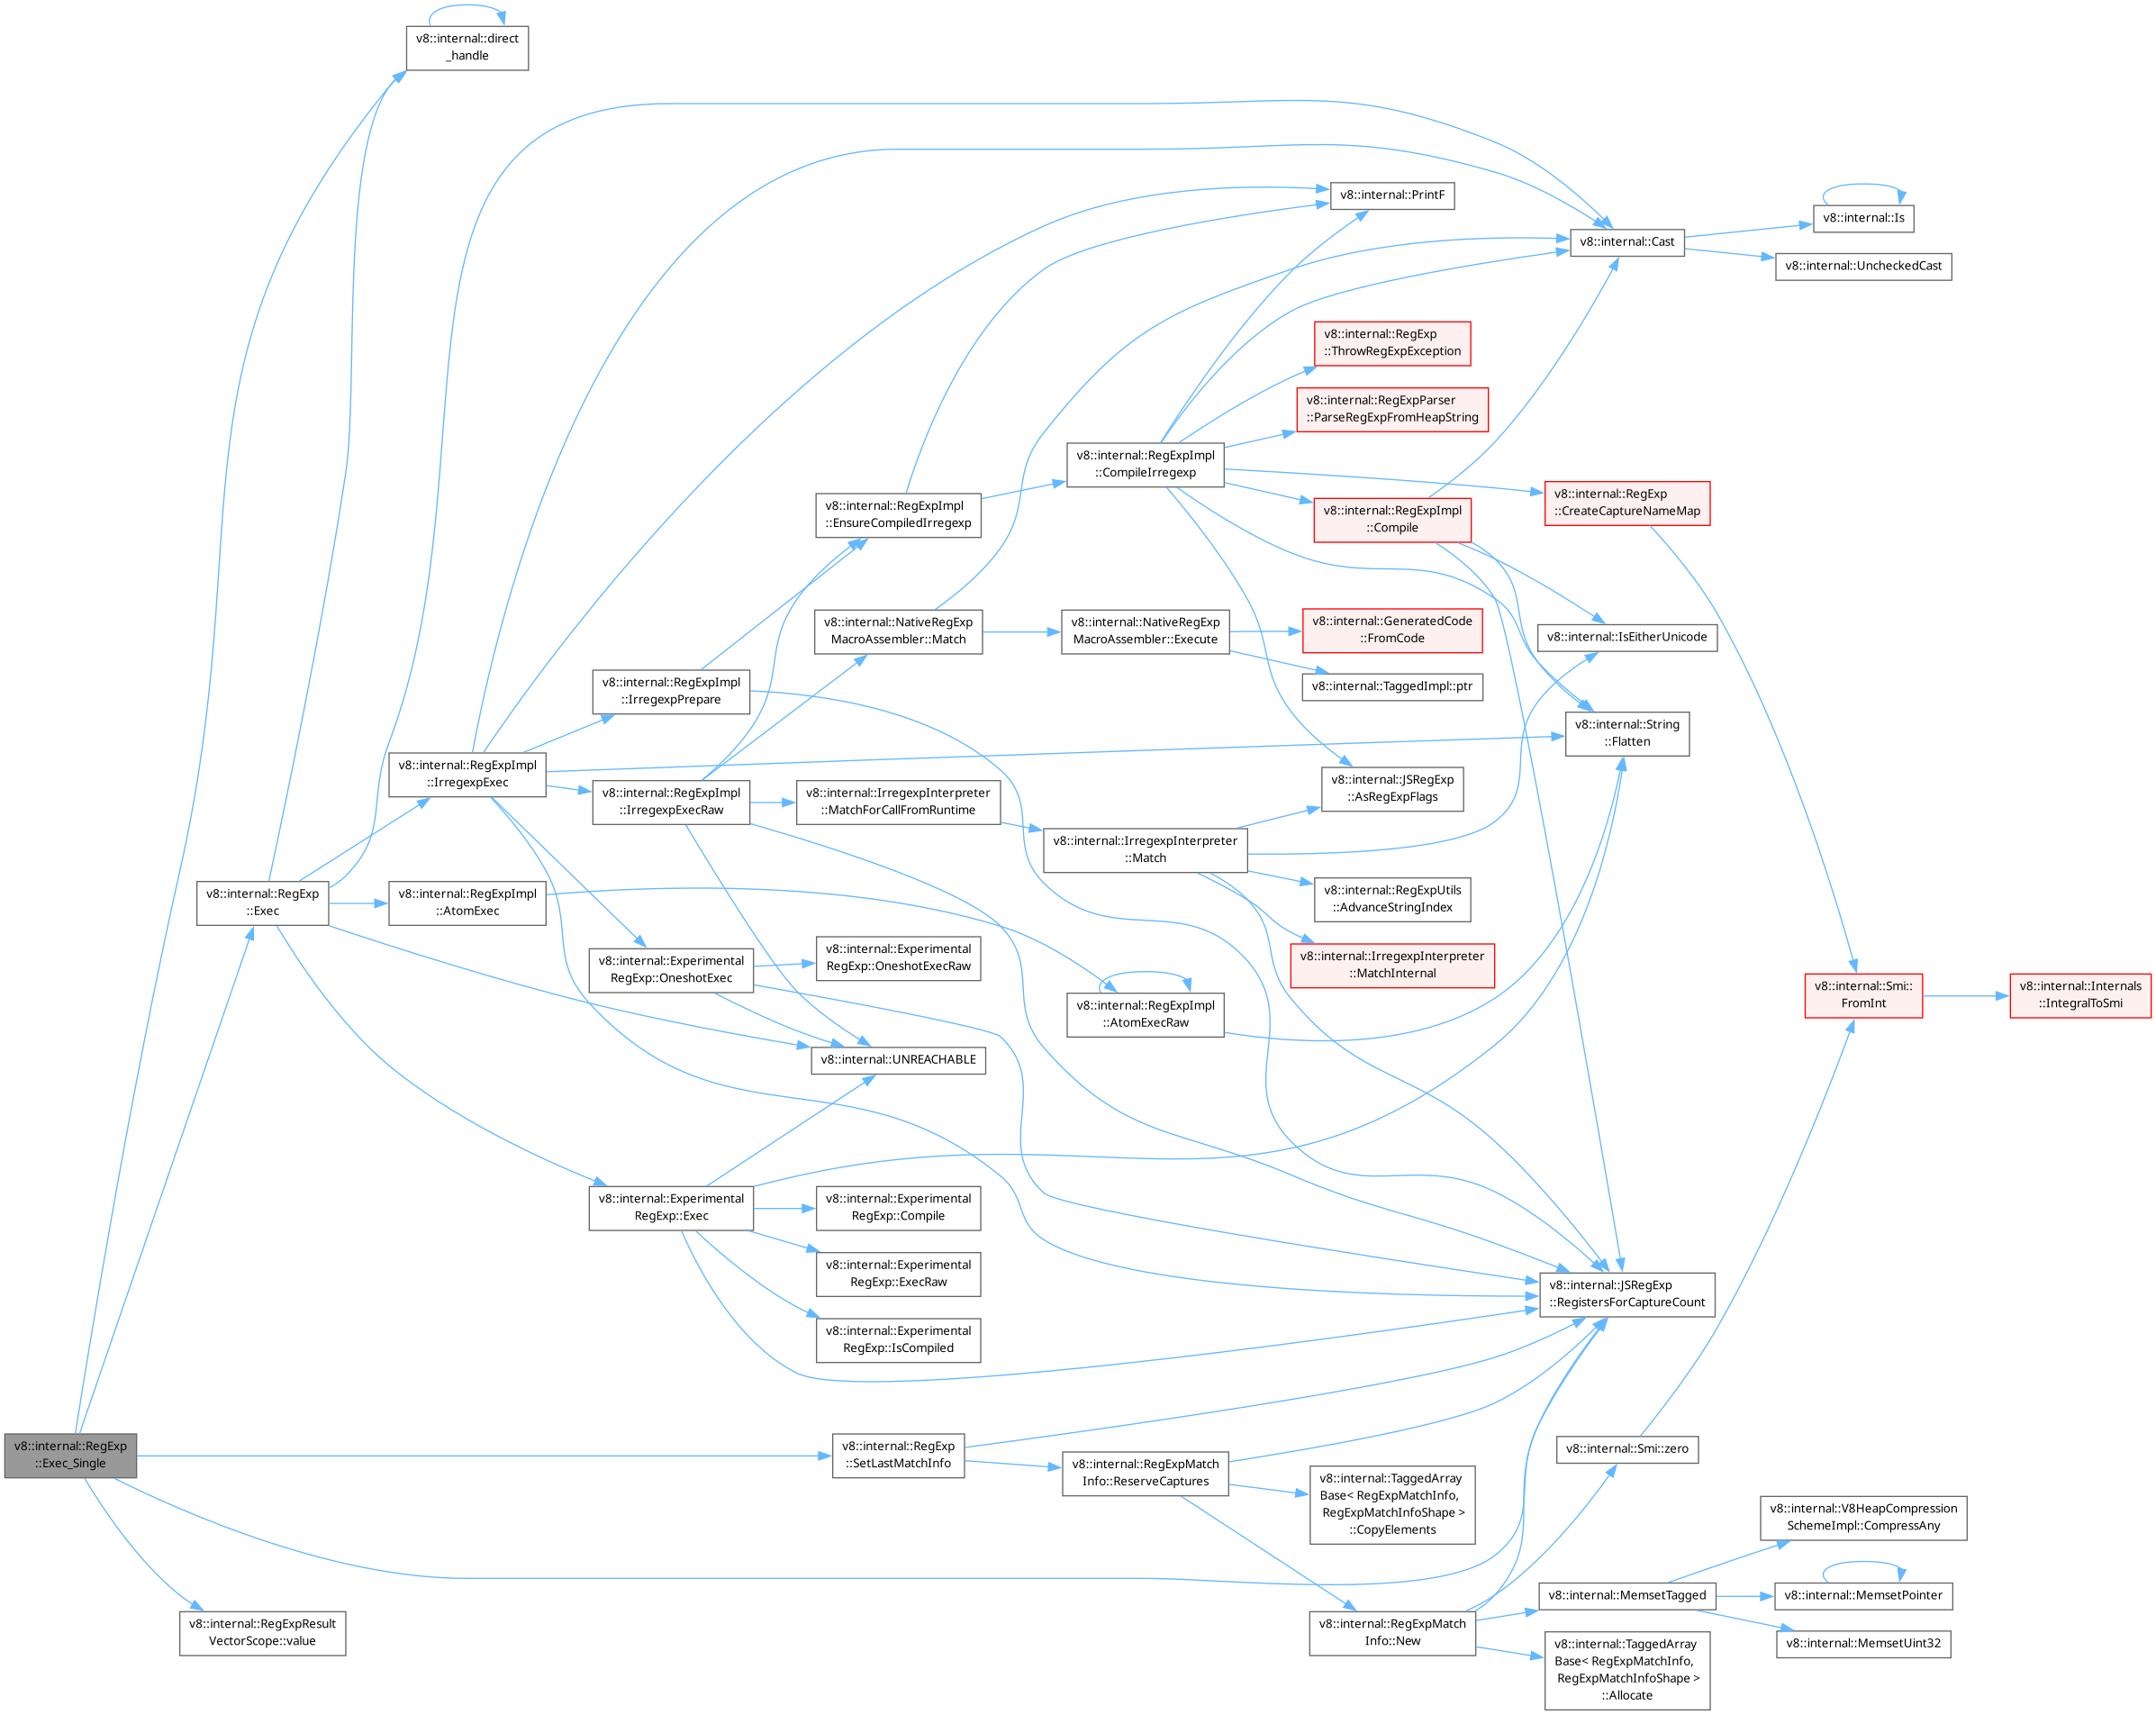 v8::internal::direct
_handle
v8::internal::PrintF
v8::internal::Is
v8::internal::Cast
v8::internal::UncheckedCast
v8::internal::RegExp
::ThrowRegExpException
v8::internal::RegExpParser
::ParseRegExpFromHeapString
v8::internal::RegExpImpl
::CompileIrregexp
v8::internal::RegExp
::CreateCaptureNameMap
v8::internal::RegExpImpl
::EnsureCompiledIrregexp
v8::internal::RegExpImpl
::Compile
v8::internal::NativeRegExp
MacroAssembler::Match
v8::internal::NativeRegExp
MacroAssembler::Execute
v8::internal::GeneratedCode
::FromCode
v8::internal::IsEitherUnicode
v8::internal::TaggedImpl::ptr
v8::internal::RegExpImpl
::IrregexpPrepare
v8::internal::String
::Flatten
v8::internal::RegExpImpl
::IrregexpExec
v8::internal::RegExpImpl
::IrregexpExecRaw
v8::internal::IrregexpInterpreter
::MatchForCallFromRuntime
v8::internal::JSRegExp
::AsRegExpFlags
v8::internal::IrregexpInterpreter
::Match
v8::internal::RegExp
::Exec
v8::internal::RegExpImpl
::AtomExec
v8::internal::RegExpUtils
::AdvanceStringIndex
v8::internal::Experimental
RegExp::OneshotExec
v8::internal::Experimental
RegExp::OneshotExecRaw
v8::internal::IrregexpInterpreter
::MatchInternal
v8::internal::RegExpImpl
::AtomExecRaw
v8::internal::Smi::
FromInt
v8::internal::Internals
::IntegralToSmi
v8::internal::UNREACHABLE
v8::internal::Experimental
RegExp::Exec
v8::internal::Experimental
RegExp::Compile
v8::internal::Experimental
RegExp::ExecRaw
v8::internal::JSRegExp
::RegistersForCaptureCount
v8::internal::Experimental
RegExp::IsCompiled
v8::internal::RegExp
::Exec_Single
v8::internal::RegExp
::SetLastMatchInfo
v8::internal::RegExpMatch
Info::ReserveCaptures
v8::internal::Smi::zero
v8::internal::TaggedArray
Base< RegExpMatchInfo,
RegExpMatchInfoShape >
::CopyElements
v8::internal::V8HeapCompression
SchemeImpl::CompressAny
v8::internal::MemsetTagged
v8::internal::MemsetPointer
v8::internal::RegExpResult
VectorScope::value
v8::internal::RegExpMatch
Info::New
v8::internal::MemsetUint32
v8::internal::TaggedArray
Base< RegExpMatchInfo,
RegExpMatchInfoShape >
::Allocate